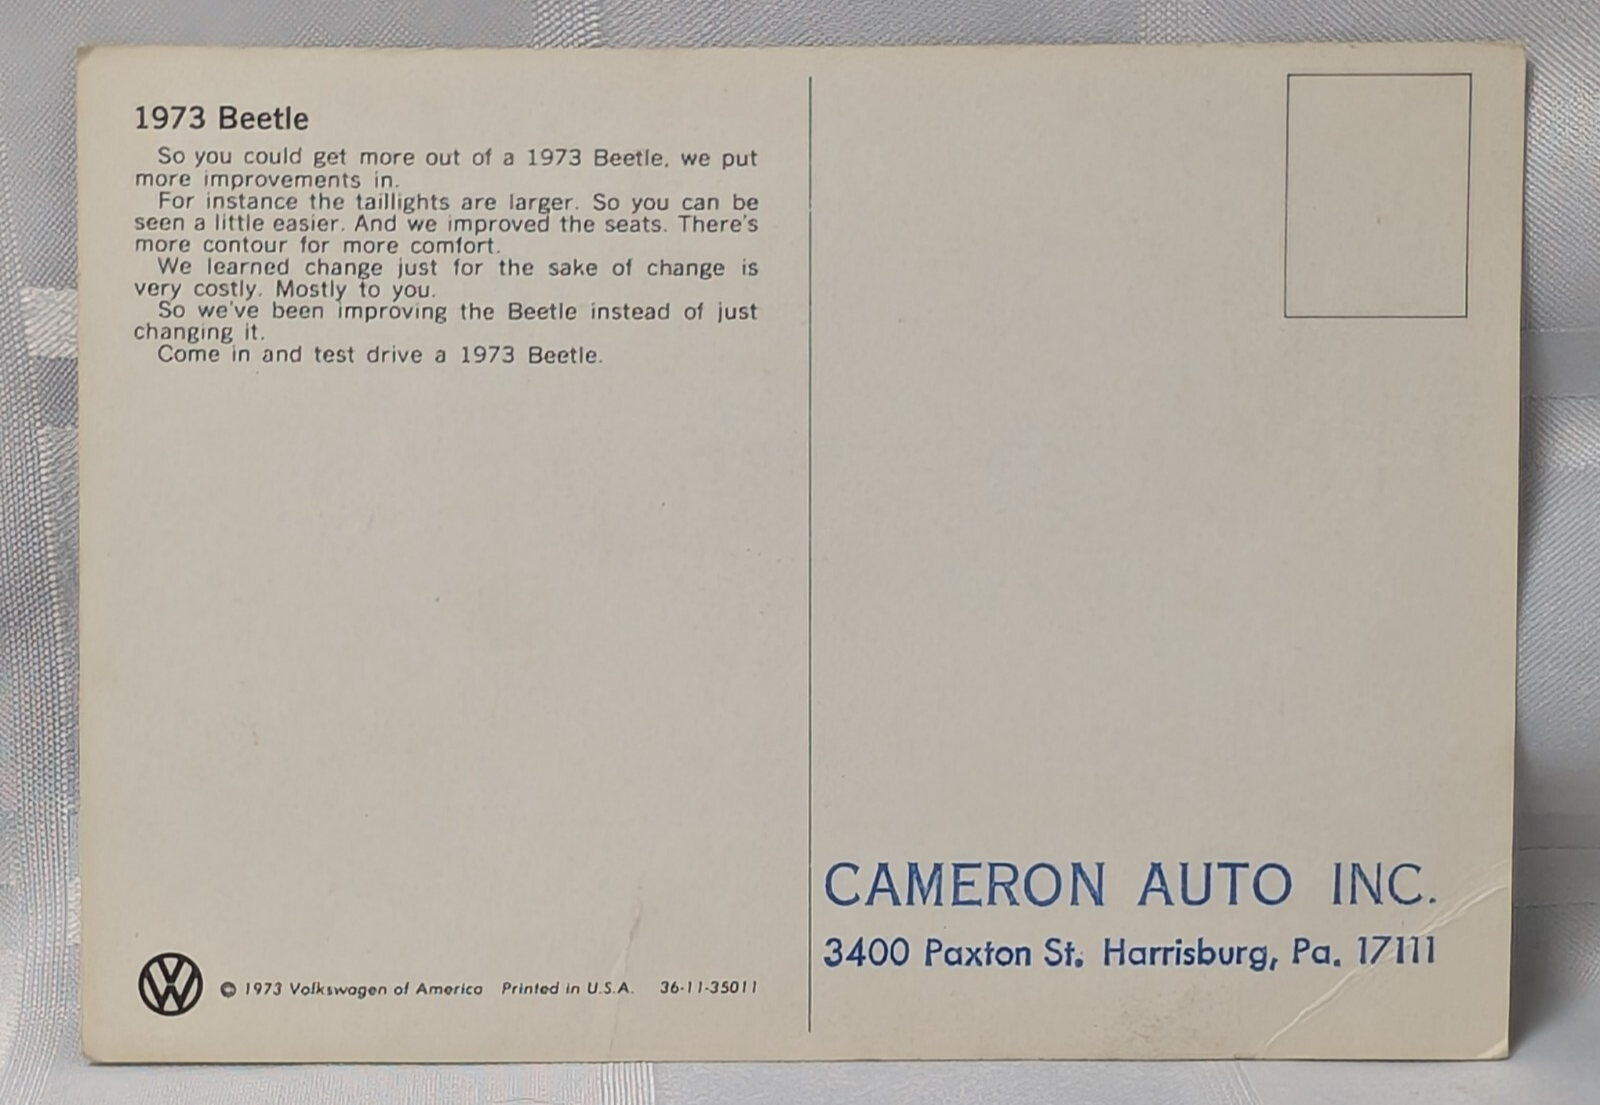 1973 Beetle
So you could get more out of a 1973 Beetle, we put
more improvements in.
For instance the taillights are larger. So you can be
seen a little easier. And we improved the seats. There's
more contour for more comfort.
We learned change just for the sake of change is
very costly. Mostly to you.
So we've been improving the Beetle instead of just
changing it.
Come in and test drive a 1973 Beetle.
VW © 1973 Volkswagen of America Printed in U.S.A. 36-11-35011
CAMERON AUTO INC.
3400 Paxton St. Harrisburg, Pa. 17111